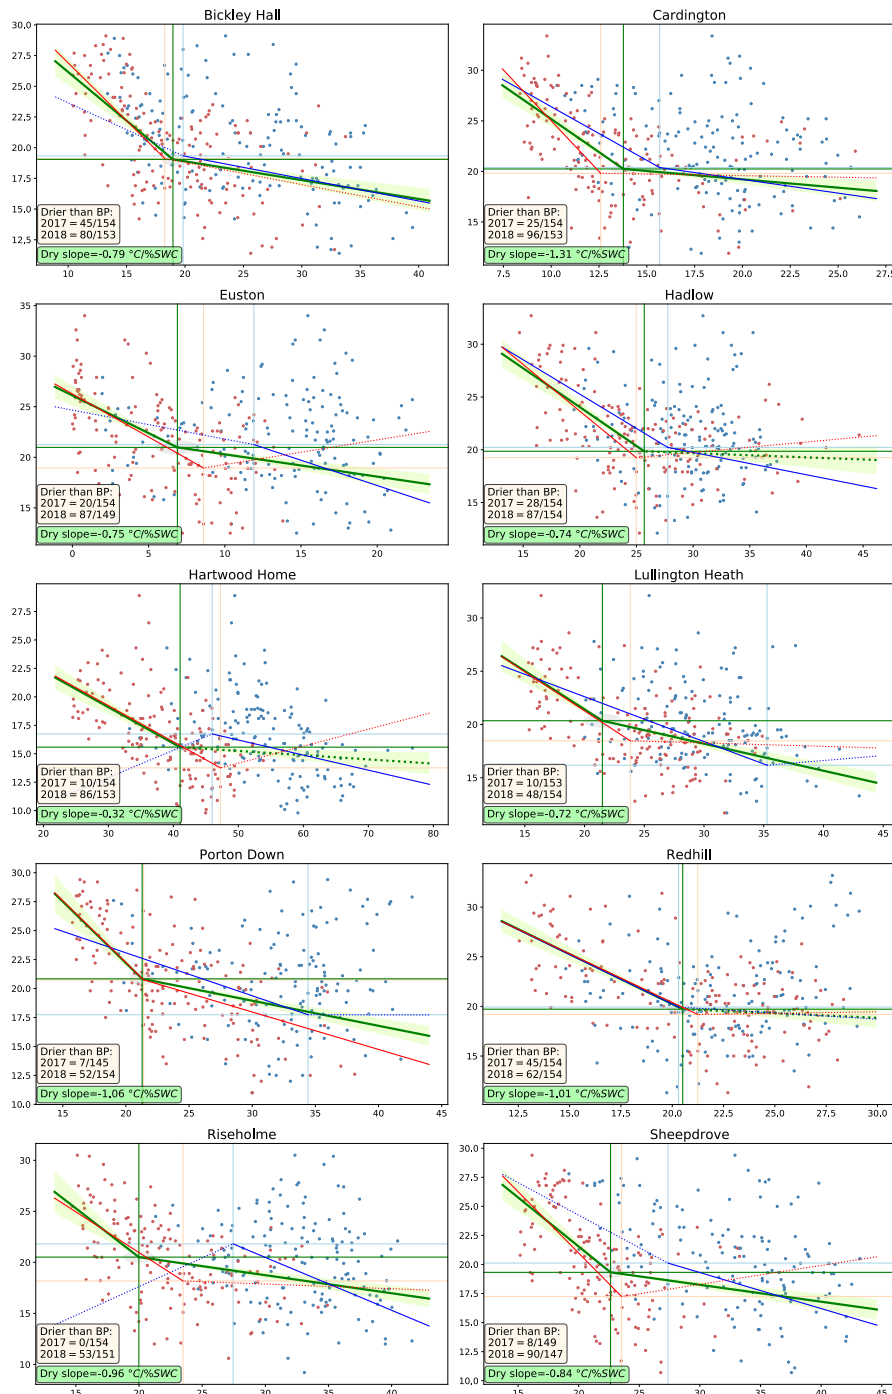 Bickley Hall
30.0
27.5
25.0
22.5
20.0
17.5
15.0
12.5
Drier than BP:
2017 = 45/154
2018 = 80/153
Dry slope=-0.79 °C/%SWC
10 15 20 25 30 35 40
Cardington
30
25
20
15
Drier than BP:
2017 = 25/154
2018 = 96/153
Dry slope=-1.31 °C/%SWC
7.5 10.0 12.5 15.0 17.5 20.0 22.5 25.0 27.5
Euston
35
30
25
20
15
Drier than BP:
2017 = 20/154
2018 = 87/149
Dry slope=-0.75 °C/%SWC
0 5 10 15 20
Hadlow
30
25
20
15
Drier than BP:
2017 = 28/154
2018 = 87/154
Dry slope=-0.74 °C/%SWC
15 20 25 30 35 40 45
Hartwood Home
27.5
25.0
22.5
20.0
17.5
15.0
12.5
10.0
Drier than BP:
2017 = 10/154
2018 = 86/153
Dry slope=-0.32 °C/%SWC
20 30 40 50 60 70 80
Lullington Heath
30
25
20
15
Drier than BP:
2017 = 10/153
2018 = 48/154
Dry slope=-0.72 °C/%SWC
15 20 25 30 35 40 45
Porton Down
30.0
27.5
25.0
22.5
20.0
17.5
15.0
12.5
10.0
Drier than BP:
2017 = 7/145
2018 = 52/154
Dry slope=-1.06 °C/%SWC
15 20 25 30 35 40 45
Redhill
30
25
20
15
Drier than BP:
2017 = 45/154
2018 = 62/154
Dry slope=-1.01 °C/%SWC
12.5 15.0 17.5 20.0 22.5 25.0 27.5 30.0
Riseholme
30
25
20
15
10
Drier than BP:
2017 = 0/154
2018 = 53/151
Dry slope=-0.96 °C/%SWC
15 20 25 30 35 40
Sheepdrove
30.0
27.5
25.0
22.5
20.0
17.5
15.0
12.5
10.0
Drier than BP:
2017 = 8/149
2018 = 90/147
Dry slope=-0.84 °C/%SWC
15 20 25 30 35 40 45